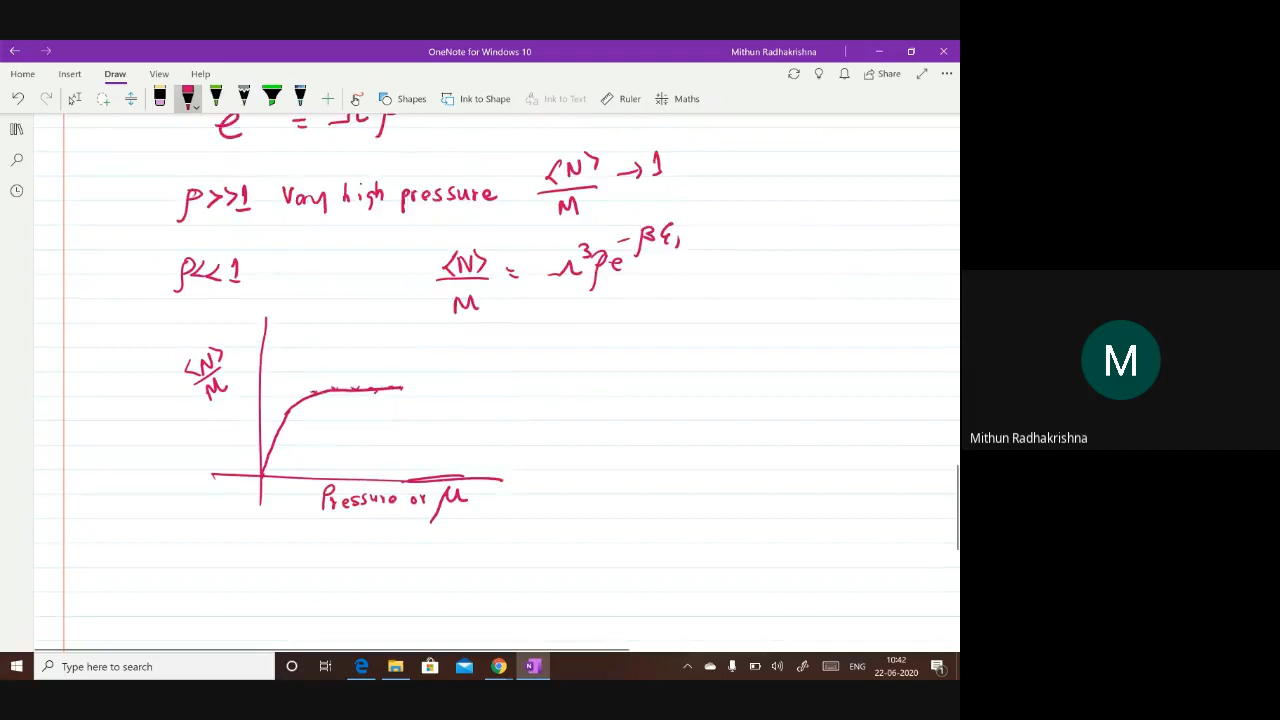 OneNote for Windows 10
Mithun Radhakrishna
Home Insert Draw View Help
Share
Shapes Ink to Shape Ink to Text Ruler Maths
e =
ρ>>1 Very high pressure <N>/M → 1
ρ<<1 <N>/M = Λ³ρe^-βε₁
<N>/M
Pressure or μ
M
Mithun Radhakrishna
Type here to search
ENG
10:42
22-06-2020